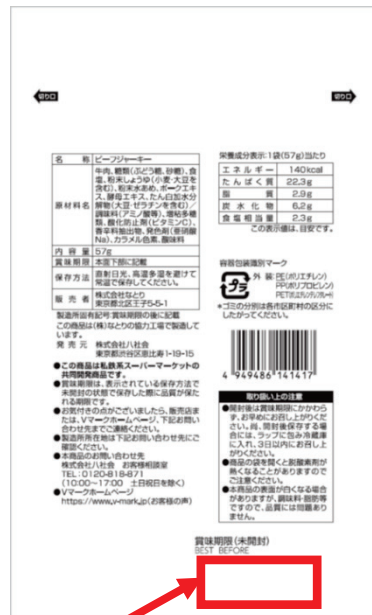 切り口
切り口
名 称 ビーフジャーキー
原材料名 牛肉、糖類(ぶどう糖、砂糖)、食
塩、粉末しょうゆ(小麦・大豆を
含む)、粉末水あめ、ポークエキ
ス、酵母エキス、たん白加水分
解物(大豆・ゼラチンを含む)/
調味料(アミノ酸等)、増粘多糖
類、酸化防止剤(ビタミンC)、
香辛料抽出物、発色剤(亜硝酸
Na)、カラメル色素、酸味料
内 容 量 57g
賞味期限 本面下部に記載
保存方法 直射日光、高温多湿を避けて
常温で保存してください。
販 売 者 株式会社なとり
東京都北区王子5-5-1
製造所固有記号:賞味期限の後に記載
この商品は(株)なとりの協力工場で製造して
います。
発 売 元 株式会社八社会
東京都渋谷区恵比寿1-19-15
●この商品は私鉄系スーパーマーケットの
共同開発商品です。
●賞味期限は、表示されている保存方法で
未開封の状態で保存した際に品質が保た
れる期限です。
●お気付きの点がございましたら、販売店ま
たは、Vマークホームページ、下記お問い
合わせ先までご連絡ください。
●製造所所在地は下記お問い合わせ先にご
確認ください。
●本商品のお問い合わせ先
株式会社八社会 お客様相談室
TEL:0120-818-871
(10:00〜17:00 土日祝日を除く)
●Vマークホームページ
https://www.v-mark.jp(お客様の声)
栄養成分表示:1袋(57g)当たり
エネルギー 140kcal
たんぱく質 22.3g
脂 質 2.9g
炭水化物 6.2g
食塩相当量 2.3g
この表示値は、目安です。
容器包装識別マーク
プラ
外 装:PE(ポリエチレン)
PP(ポリプロピレン)
PET(ポリエチレンテレフタレート)
*ゴミの分別は各市区町村の区分に
したがってください。
4 949486 141417
取り扱い上の注意
●開封後は賞味期限にかかわら
ず、お早めにお召し上がりくだ
さい。尚、開封後保存する場
合には、ラップに包み冷蔵庫
に入れ、3日以内にお召し上
がりください。
●商品の袋を開くと脱酸素剤が
熱くなることがありますので
ご注意ください。
●本商品の表面が白くなる場合
がありますが、調味料・脂肪等
ですので、品質には問題あり
ません。
賞味期限(未開封)
BEST BEFORE